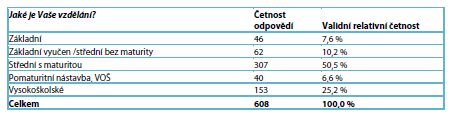 Jaké je Vaše vzdělání? Četnost odpovědí Validní relativní četnost
Základní 46 7,6 %
Základní vyučen /střední bez maturity 62 10,2 %
Střední s maturitou 307 50,5 %
Pomaturitní nástavba, VOŠ 40 6,6 %
Vysokoškolské 153 25,2 %
Celkem 608 100,0 %